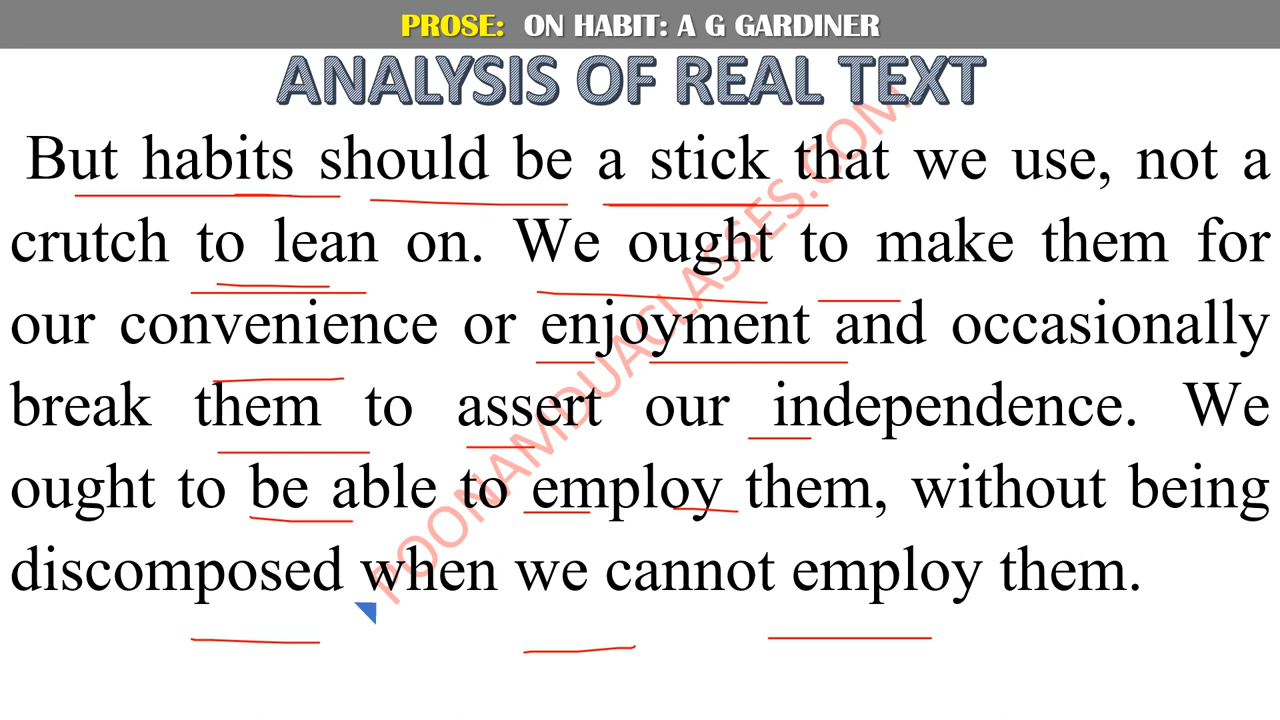 PROSE: ON HABIT: A G GARDINER
ANALYSIS OF REAL TEXT
But habits should be a stick that we use, not a
crutch to lean on. We ought to make them for
our convenience or enjoyment and occasionally
break them to assert our independence. We
ought to be able to employ them, without being
discomposed when we cannot employ them.
POONAMDUACLASSES.COM